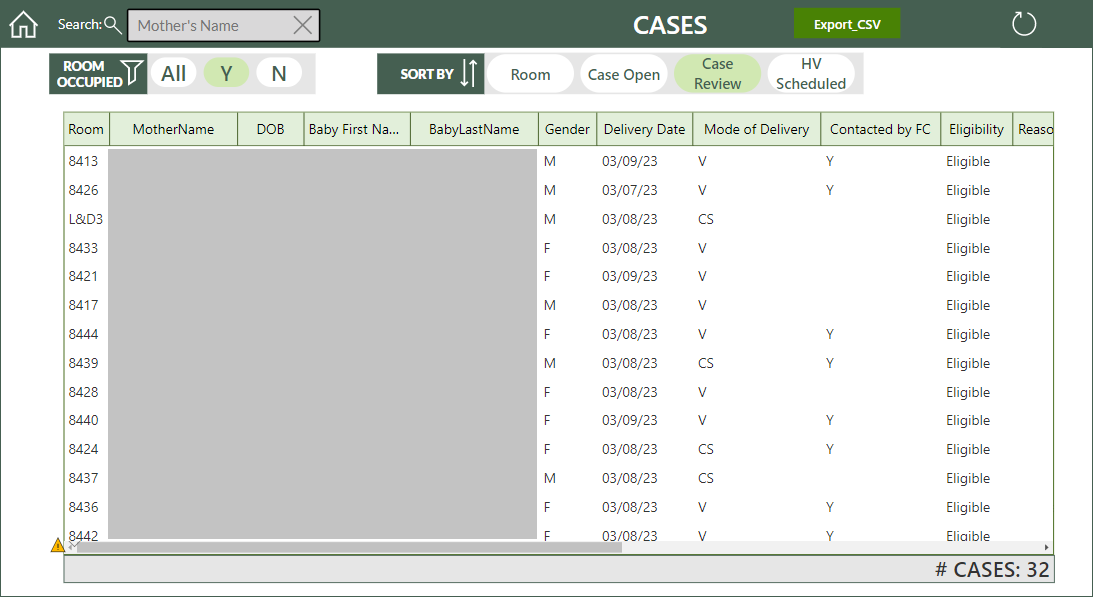 Search: Mother's Name CASES Export_CSV
ROOM OCCUPIED All Y N SORT BY Room Case Open Case Review HV Scheduled
Room MotherName DOB Baby First Na... BabyLastName Gender Delivery Date Mode of Delivery Contacted by FC Eligibility Reaso
8413 M 03/09/23 V Y Eligible
8426 M 03/07/23 V Y Eligible
L&D3 M 03/08/23 CS Eligible
8433 F 03/08/23 V Eligible
8421 F 03/09/23 V Eligible
8417 M 03/08/23 V Eligible
8444 F 03/08/23 V Y Eligible
8439 M 03/08/23 CS Y Eligible
8428 F 03/08/23 V Eligible
8440 F 03/09/23 V Y Eligible
8424 F 03/08/23 CS Y Eligible
8437 M 03/08/23 CS Eligible
8436 F 03/08/23 V Y Eligible
8442 F 03/08/23 V Y Eligible
# CASES: 32